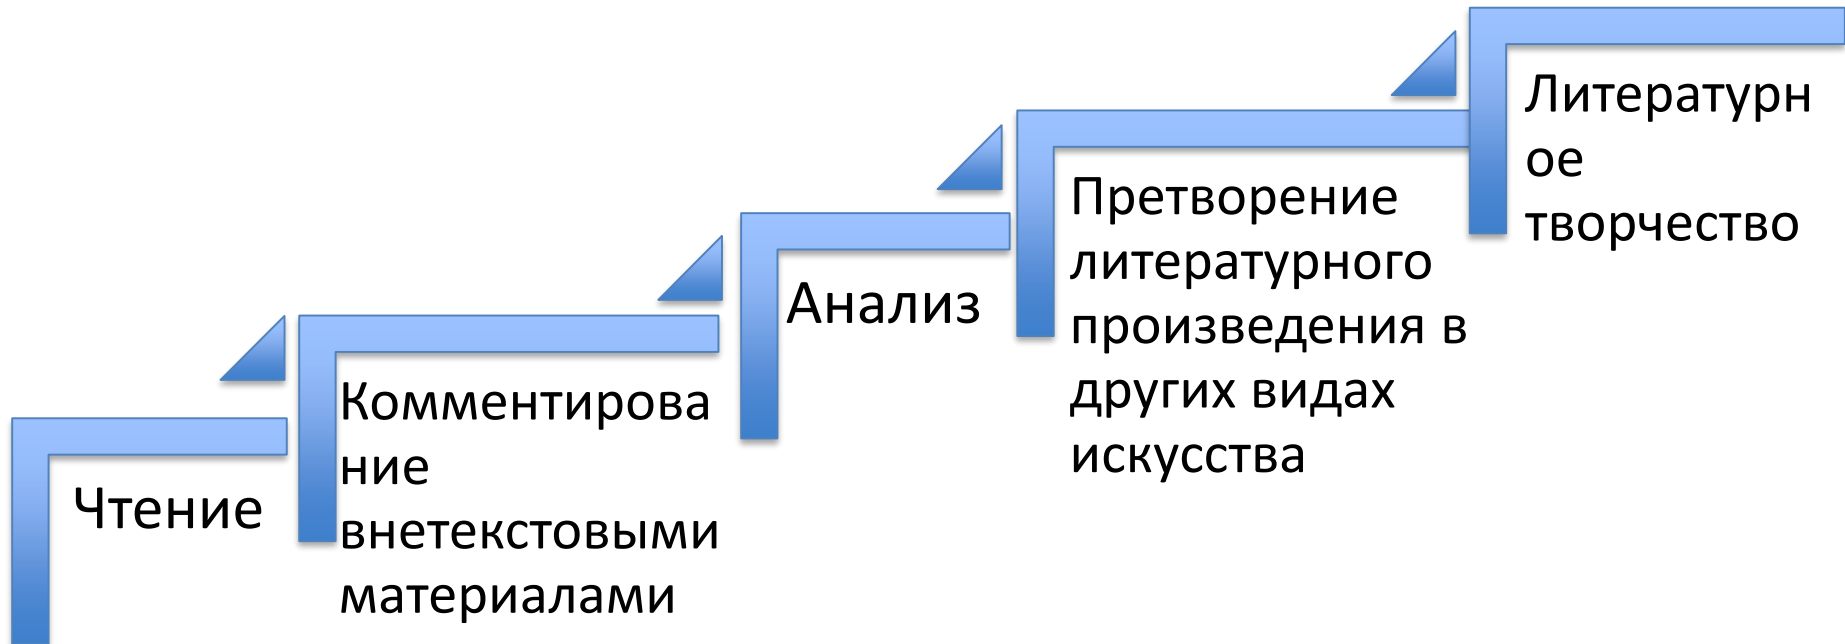 Чтение
Комментирова
ние
внетекстовыми
материалами
Анализ
Претворение
литературного
произведения в
других видах
искусства
Литературн
ое
творчество